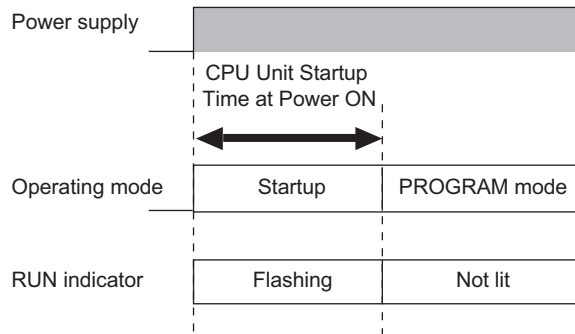 Power supply
CPU Unit Startup
Time at Power ON
Operating mode
Startup
PROGRAM mode
RUN indicator
Flashing
Not lit